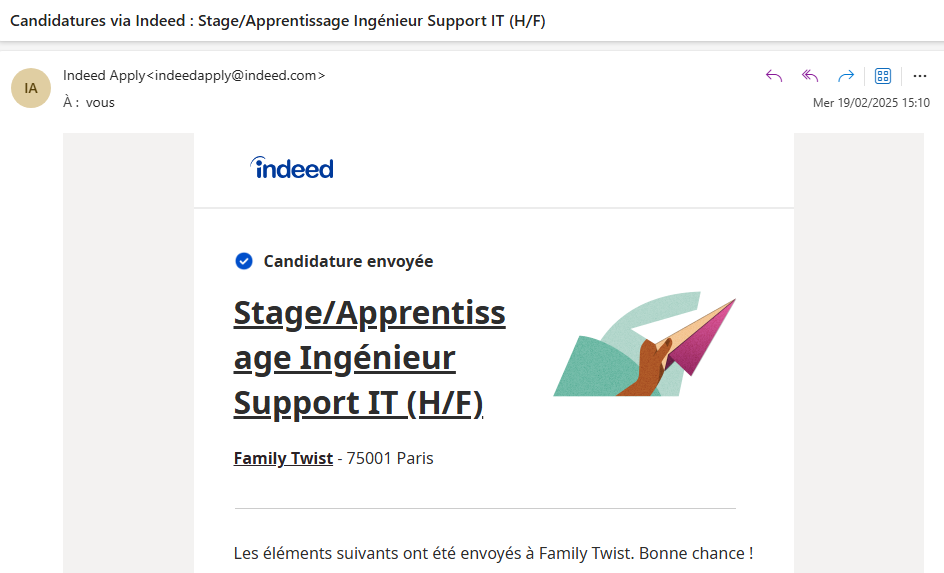 Candidatures via Indeed : Stage/Apprentissage Ingénieur Support IT (H/F)
IA
Indeed Apply<indeedapply@indeed.com>
À : vous
Mer 19/02/2025 15:10
indeed
Candidature envoyée
Stage/Apprentiss
age Ingénieur
Support IT (H/F)
Family Twist - 75001 Paris
Les éléments suivants ont été envoyés à Family Twist. Bonne chance !